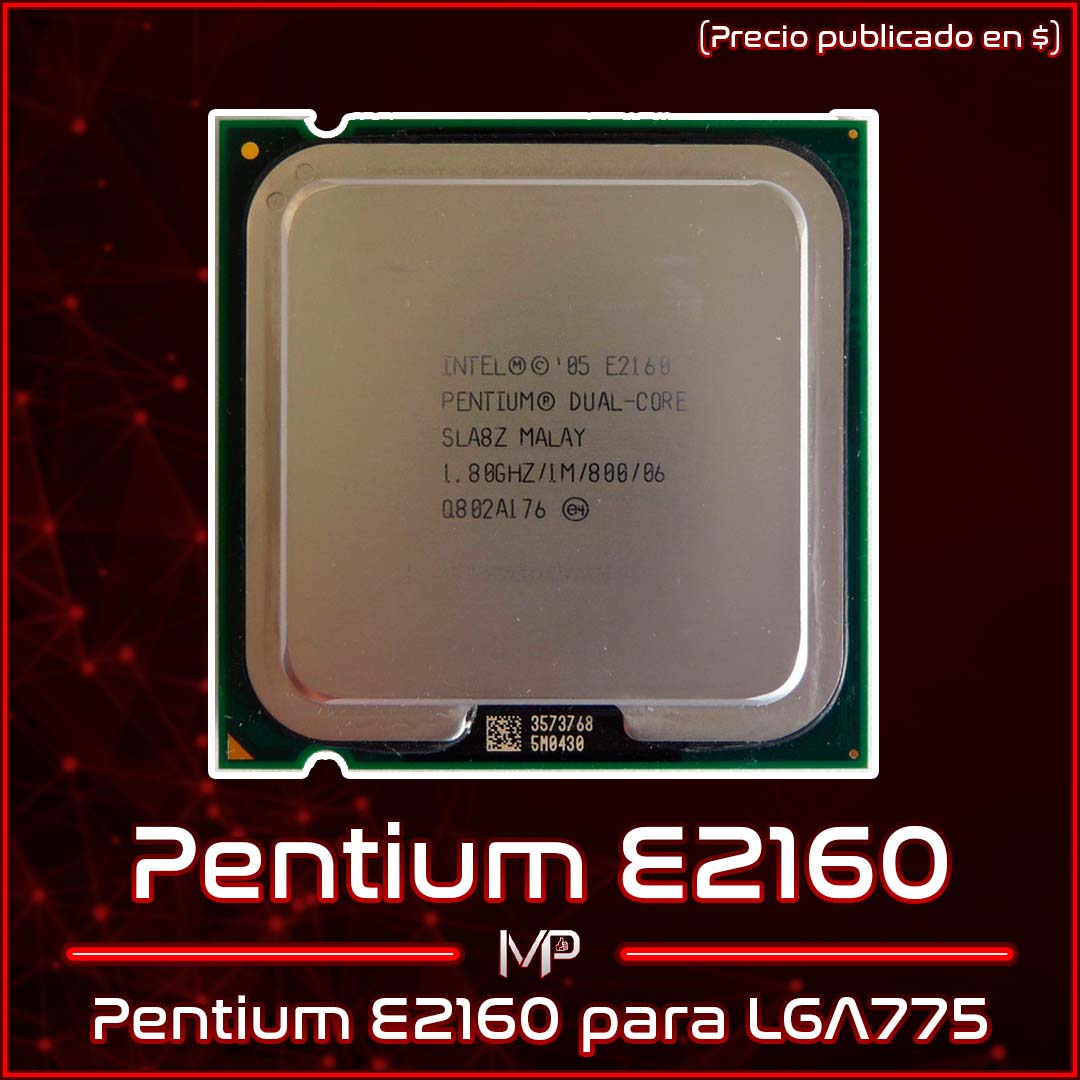 (Precio publicado en $)
INTEL Ⓜ © '05 E2160
PENTIUM® DUAL-CORE
SLA8Z MALAY
1.80GHZ/1M/800/06
Q802A176 e4
3573768
5M0430
Pentium E2160
MP
Pentium E2160 para LGA775